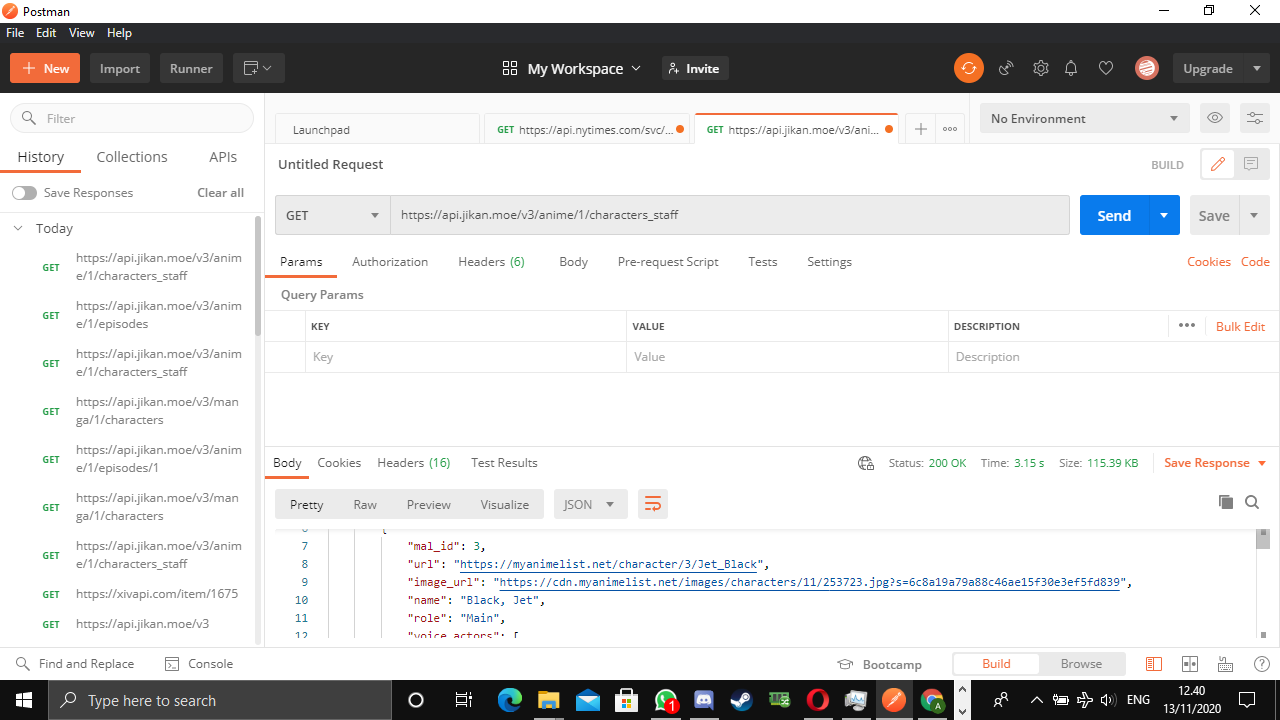 Postman
File Edit View Help
New Import Runner My Workspace Invite Upgrade
Filter
History Collections APIs
Save Responses Clear all
Today
GET https://api.jikan.moe/v3/anim
e/1/characters_staff
GET https://api.jikan.moe/v3/anim
e/1/episodes
GET https://api.jikan.moe/v3/anim
e/1/characters_staff
GET https://api.jikan.moe/v3/man
ga/1/characters
GET https://api.jikan.moe/v3/anim
e/1/episodes/1
GET https://api.jikan.moe/v3/man
ga/1/characters
GET https://api.jikan.moe/v3/anim
e/1/characters_staff
GET https://xivapi.com/item/1675
GET https://api.jikan.moe/v3
Launchpad GET https://api.nytimes.com/svc/... GET https://api.jikan.moe/v3/ani... No Environment
Untitled Request BUILD
GET https://api.jikan.moe/v3/anime/1/characters_staff Send Save
Params Authorization Headers (6) Body Pre-request Script Tests Settings Cookies Code
Query Params
KEY VALUE DESCRIPTION Bulk Edit
Key Value Description
Body Cookies Headers (16) Test Results Status: 200 OK Time: 3.15 s Size: 115.39 KB Save Response
Pretty Raw Preview Visualize JSON
6 {
7 "mal_id": 3,
8 "url": "https://myanimelist.net/character/3/Jet_Black",
9 "image_url": "https://cdn.myanimelist.net/images/characters/11/253723.jpg?s=6c8a19a79a88c46ae15f30e3ef5fd839",
10 "name": "Black, Jet",
11 "role": "Main",
12 "voice_actors": [
Find and Replace Console Bootcamp Build Browse
Type here to search 1 A ENG 12.40
13/11/2020